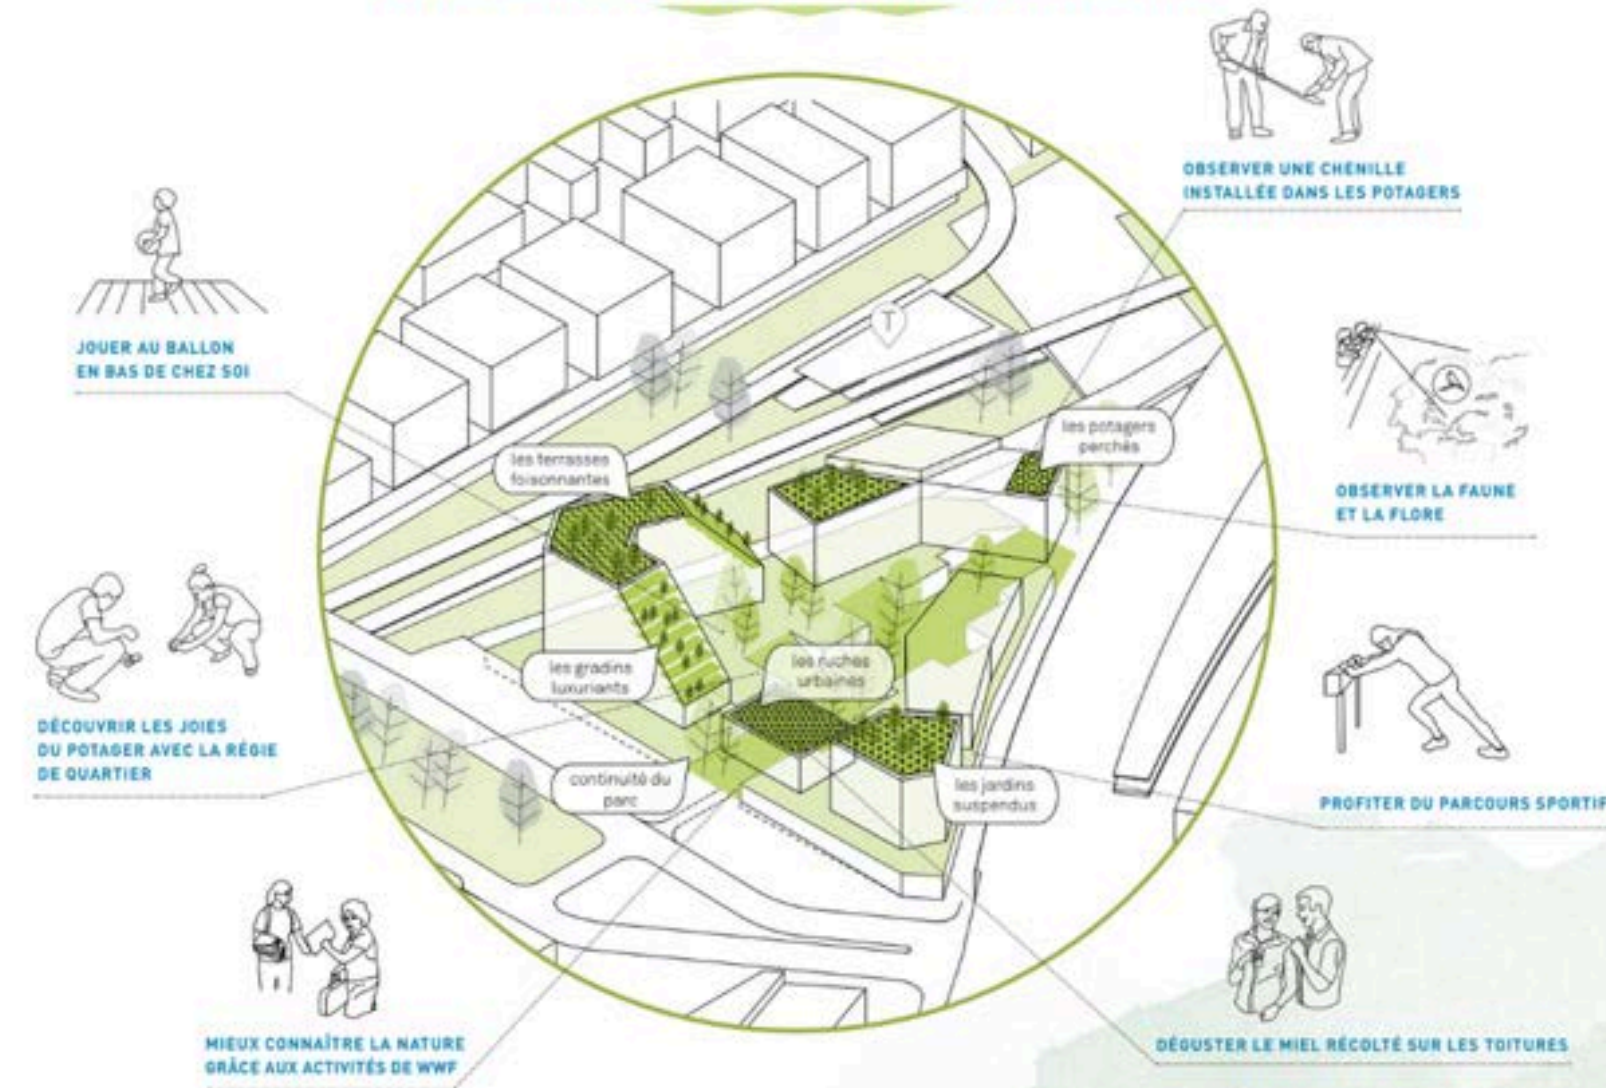 OBSERVER UNE CHENILLE
INSTALLÉE DANS LES POTAGERS
JOUER AU BALLON
EN BAS DE CHEZ SOI
T
les potagers
perchés
les terrasses
foisonnantes
OBSERVER LA FAUNE
ET LA FLORE
les gradins
luxuriants
les ruches
urbaines
DÉCOUVRIR LES JOIES
DU POTAGER AVEC LA RÉGIE
DE QUARTIER
continuité du
parc
les jardins
suspendus
PROFITER DU PARCOURS SPORTIF
MIEUX CONNAÎTRE LA NATURE
GRÂCE AUX ACTIVITÉS DE WWF
DÉGUSTER LE MIEL RÉCOLTÉ SUR LES TOITURES